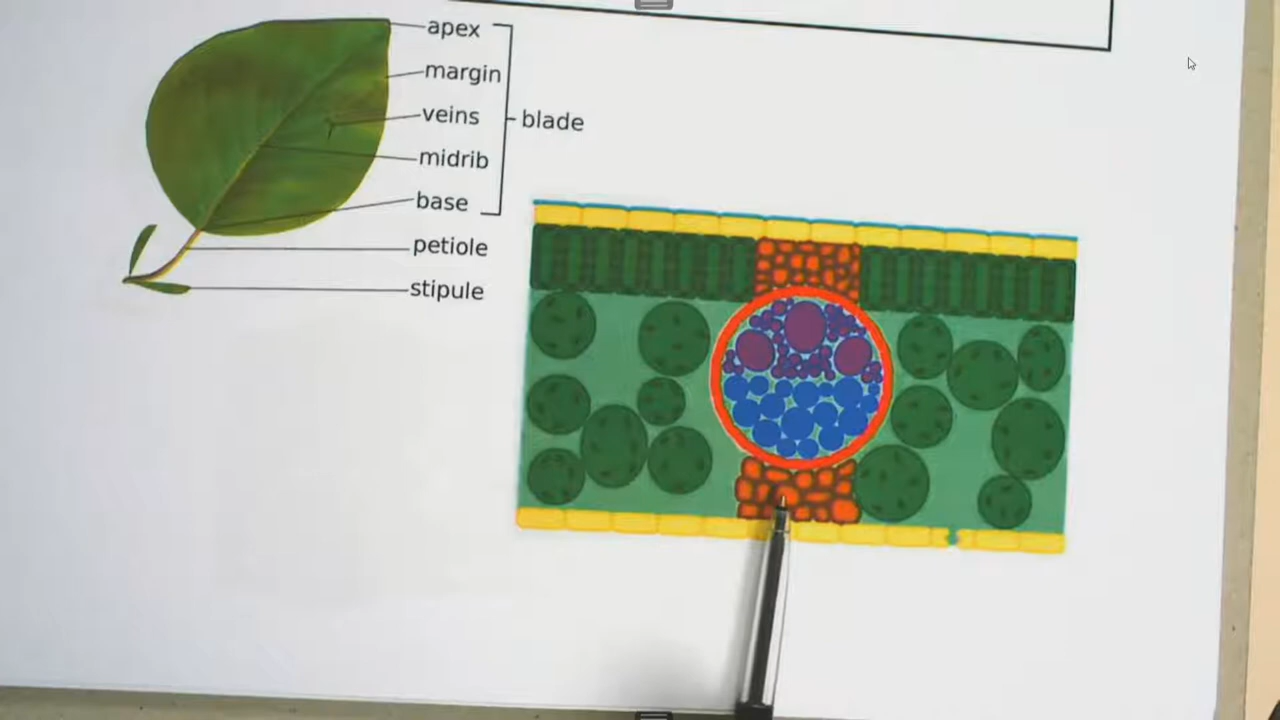 apex
margin
veins
blade
midrib
base
petiole
stipule